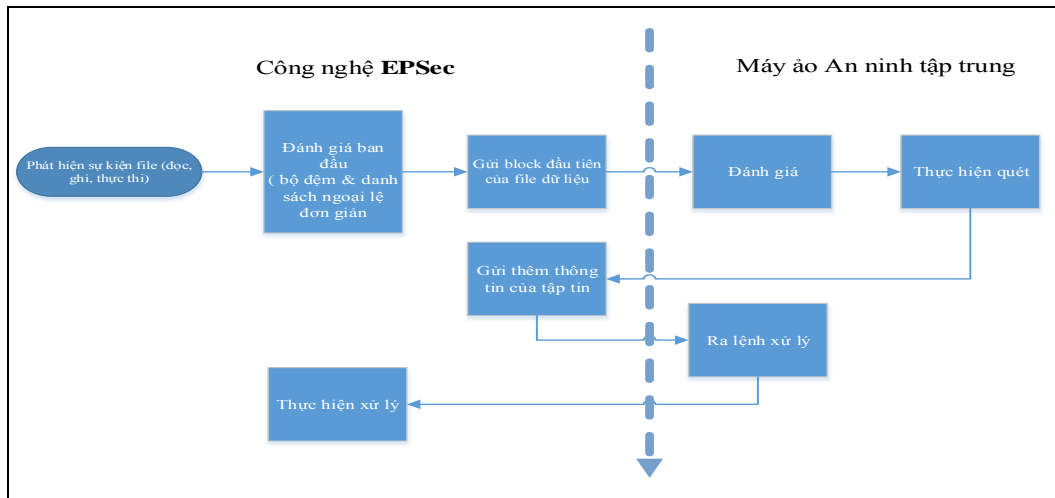 Công nghệ EPSec
Máy ảo An ninh tập trung
Phát hiện sự kiện file (đọc,
ghi, thực thi)
Đánh giá ban
đầu
( bộ đệm & danh
sách ngoại lệ
đơn giản
Gửi block đầu tiên
của file dữ liệu
Đánh giá
Thực hiện quét
Gửi thêm thông
tin của tập tin
Ra lệnh xử lý
Thực hiện xử lý